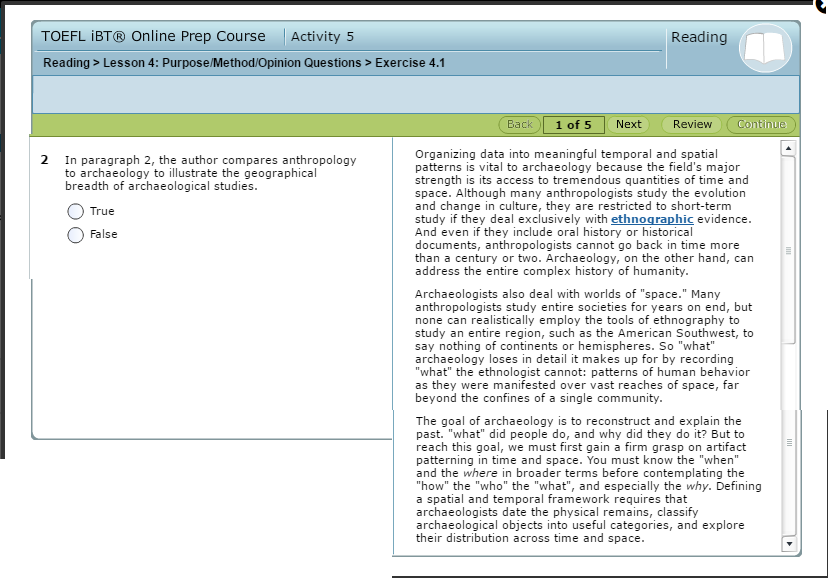 TOEFL iBT® Online Prep Course
Activity 5
Reading
Reading > Lesson 4: Purpose/Method/Opinion Questions > Exercise 4.1
Back
1 of 5
Next
Review
Continue
2 In paragraph 2, the author compares anthropology
to archaeology to illustrate the geographical
breadth of archaeological studies.
True
False
Organizing data into meaningful temporal and spatial
patterns is vital to archaeology because the field's major
strength is its access to tremendous quantities of time and
space. Although many anthropologists study the evolution
and change in culture, they are restricted to short-term
study if they deal exclusively with ethnographic evidence.
And even if they include oral history or historical
documents, anthropologists cannot go back in time more
than a century or two. Archaeology, on the other hand, can
address the entire complex history of humanity.
Archaeologists also deal with worlds of "space." Many
anthropologists study entire societies for years on end, but
none can realistically employ the tools of ethnography to
study an entire region, such as the American Southwest, to
say nothing of continents or hemispheres. So "what"
archaeology loses in detail it makes up for by recording
"what" the ethnologist cannot: patterns of human behavior
as they were manifested over vast reaches of space, far
beyond the confines of a single community.
The goal of archaeology is to reconstruct and explain the
past. "what" did people do, and why did they do it? But to
reach this goal, we must first gain a firm grasp on artifact
patterning in time and space. You must know the "when"
and the where in broader terms before contemplating the
"how" the "who" the "what", and especially the why. Defining
a spatial and temporal framework requires that
archaeologists date the physical remains, classify
archaeological objects into useful categories, and explore
their distribution across time and space.